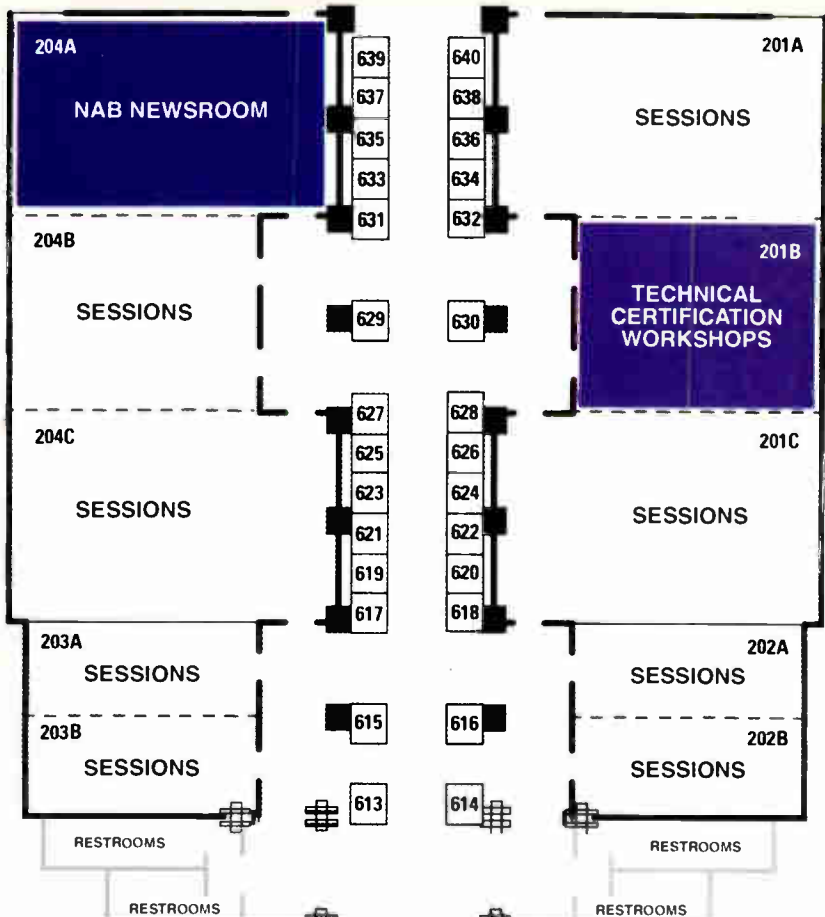 204A
NAB NEWSROOM
639
637
635
633
631
640
638
636
634
632
201A
SESSIONS
204B
SESSIONS
629
630
201B
TECHNICAL
CERTIFICATION
WORKSHOPS
204C
SESSIONS
627
625
623
621
619
617
628
626
624
622
620
618
201C
SESSIONS
203A
SESSIONS
203B
SESSIONS
615
613
616
614
202A
SESSIONS
202B
SESSIONS
RESTROOMS
RESTROOMS
RESTROOMS
RESTROOMS